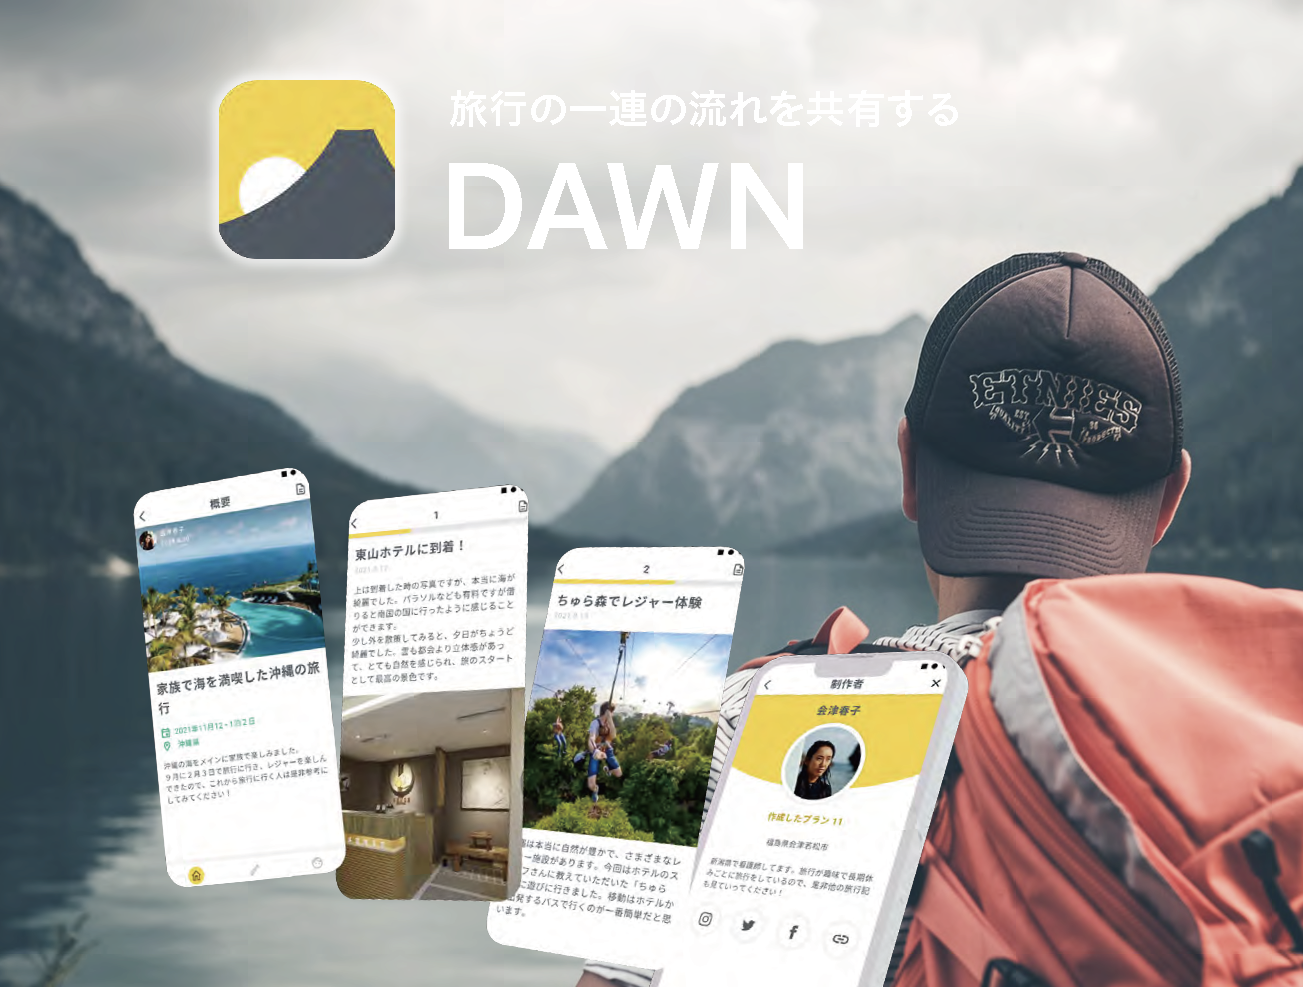 旅行の一連の流れを共有する
DAWN
ETNIES
EST.
QUALITY
概要
会津春子
家族で海を満喫した沖縄の旅
行
2021年11月12~1泊2日
沖縄県
沖縄の海をメインに家族で楽しみました。
9月に2月3日で旅行に行き、レジャーを楽しん
できたので、これから旅行に行く人は是非参考に
してみてください!
1
東山ホテルに到着!
上は到着した時の写真ですが、本当に海が
綺麗でした。パラソルなども有料ですが借
りると南国の国に行ったように感じること
ができます。
少し外を散策してみると、夕日がちょうど
綺麗でした。雲も都会より立体感があっ
て、とても自然を感じられ、旅のスタート
として最高の景色です。
2
ちゅら森でレジャー体験
は本当に自然が豊かで、さまざまなレ
ー施設があります。今回はホテルのス
フさんに教えていただいた「ちゅら
に遊びに行きました。移動はホテルか
出発するバスで行くのが一番簡単だと思
います。
制作者
会津春子
作成したプラン 11
福島県会津若松市
新潟県で看護師してます。旅行が趣味で長期休
みごとに旅行をしているので、是非他の旅行記
も見ていってください!